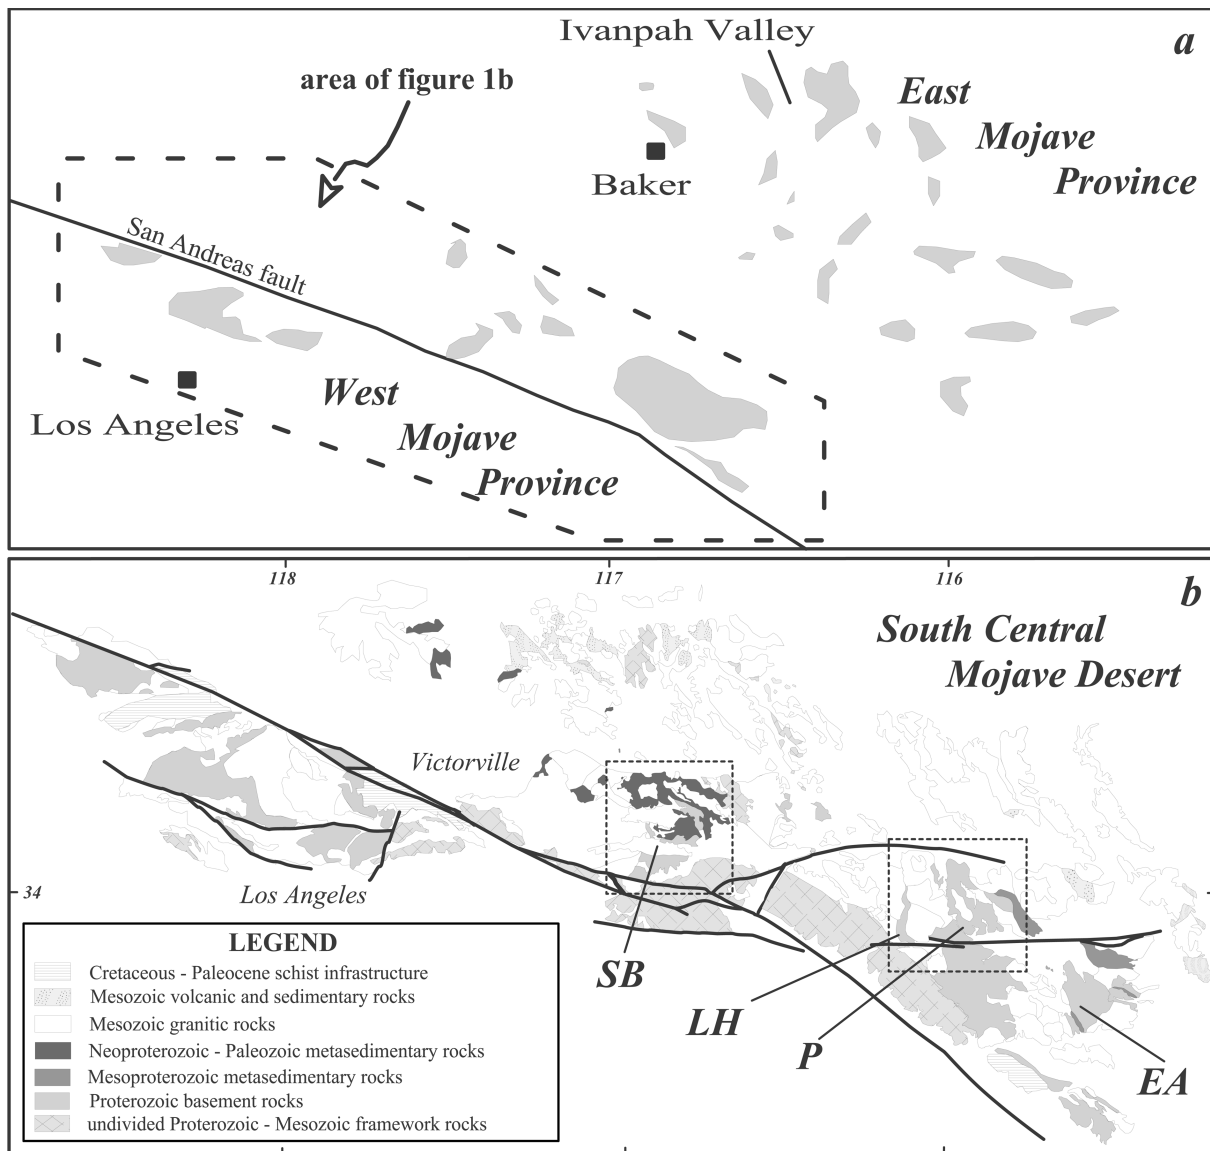 Ivanpah Valley
a
area of figure 1b
East
Mojave
Province
Baker
San Andreas fault
West
Mojave
Province
Los Angeles
118
117
116
b
South Central
Mojave Desert
Victorville
34
Los Angeles
SB
LH
P
EA
LEGEND
Cretaceous - Paleocene schist infrastructure
Mesozoic volcanic and sedimentary rocks
Mesozoic granitic rocks
Neoproterozoic - Paleozoic metasedimentary rocks
Mesoproterozoic metasedimentary rocks
Proterozoic basement rocks
undivided Proterozoic - Mesozoic framework rocks